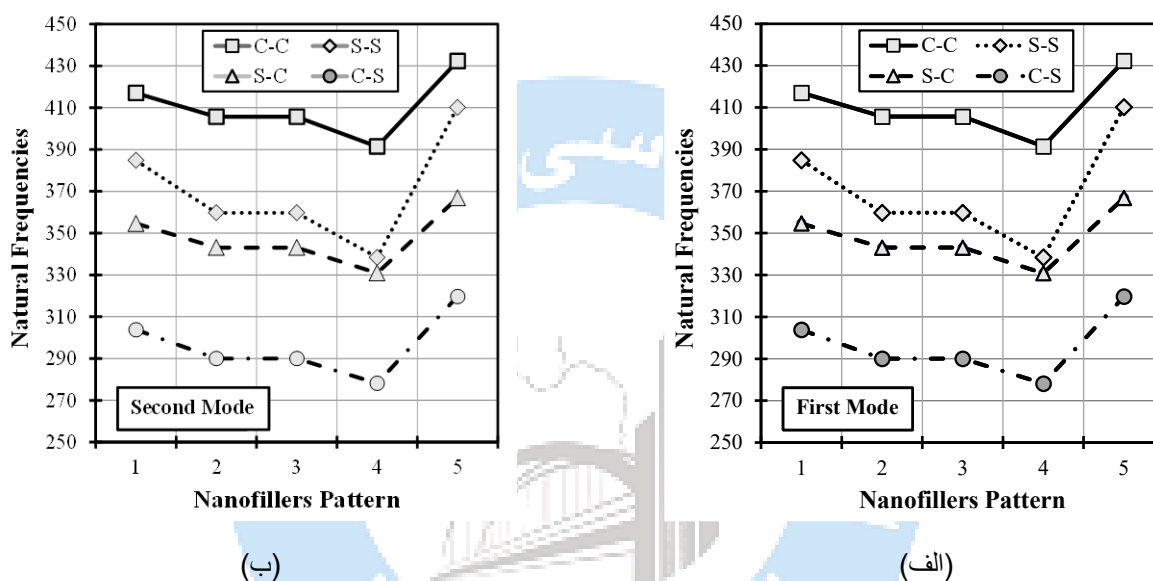 450
430
410
390
370
350
330
310
290
270
250
Natural Frequencies
C-C S-S
S-C C-S
Second Mode
1 2 3 4 5
Nanofillers Pattern
(ب)
450
430
410
390
370
350
330
310
290
270
250
Natural Frequencies
C-C S-S
S-C C-S
First Mode
1 2 3 4 5
Nanofillers Pattern
(الف)